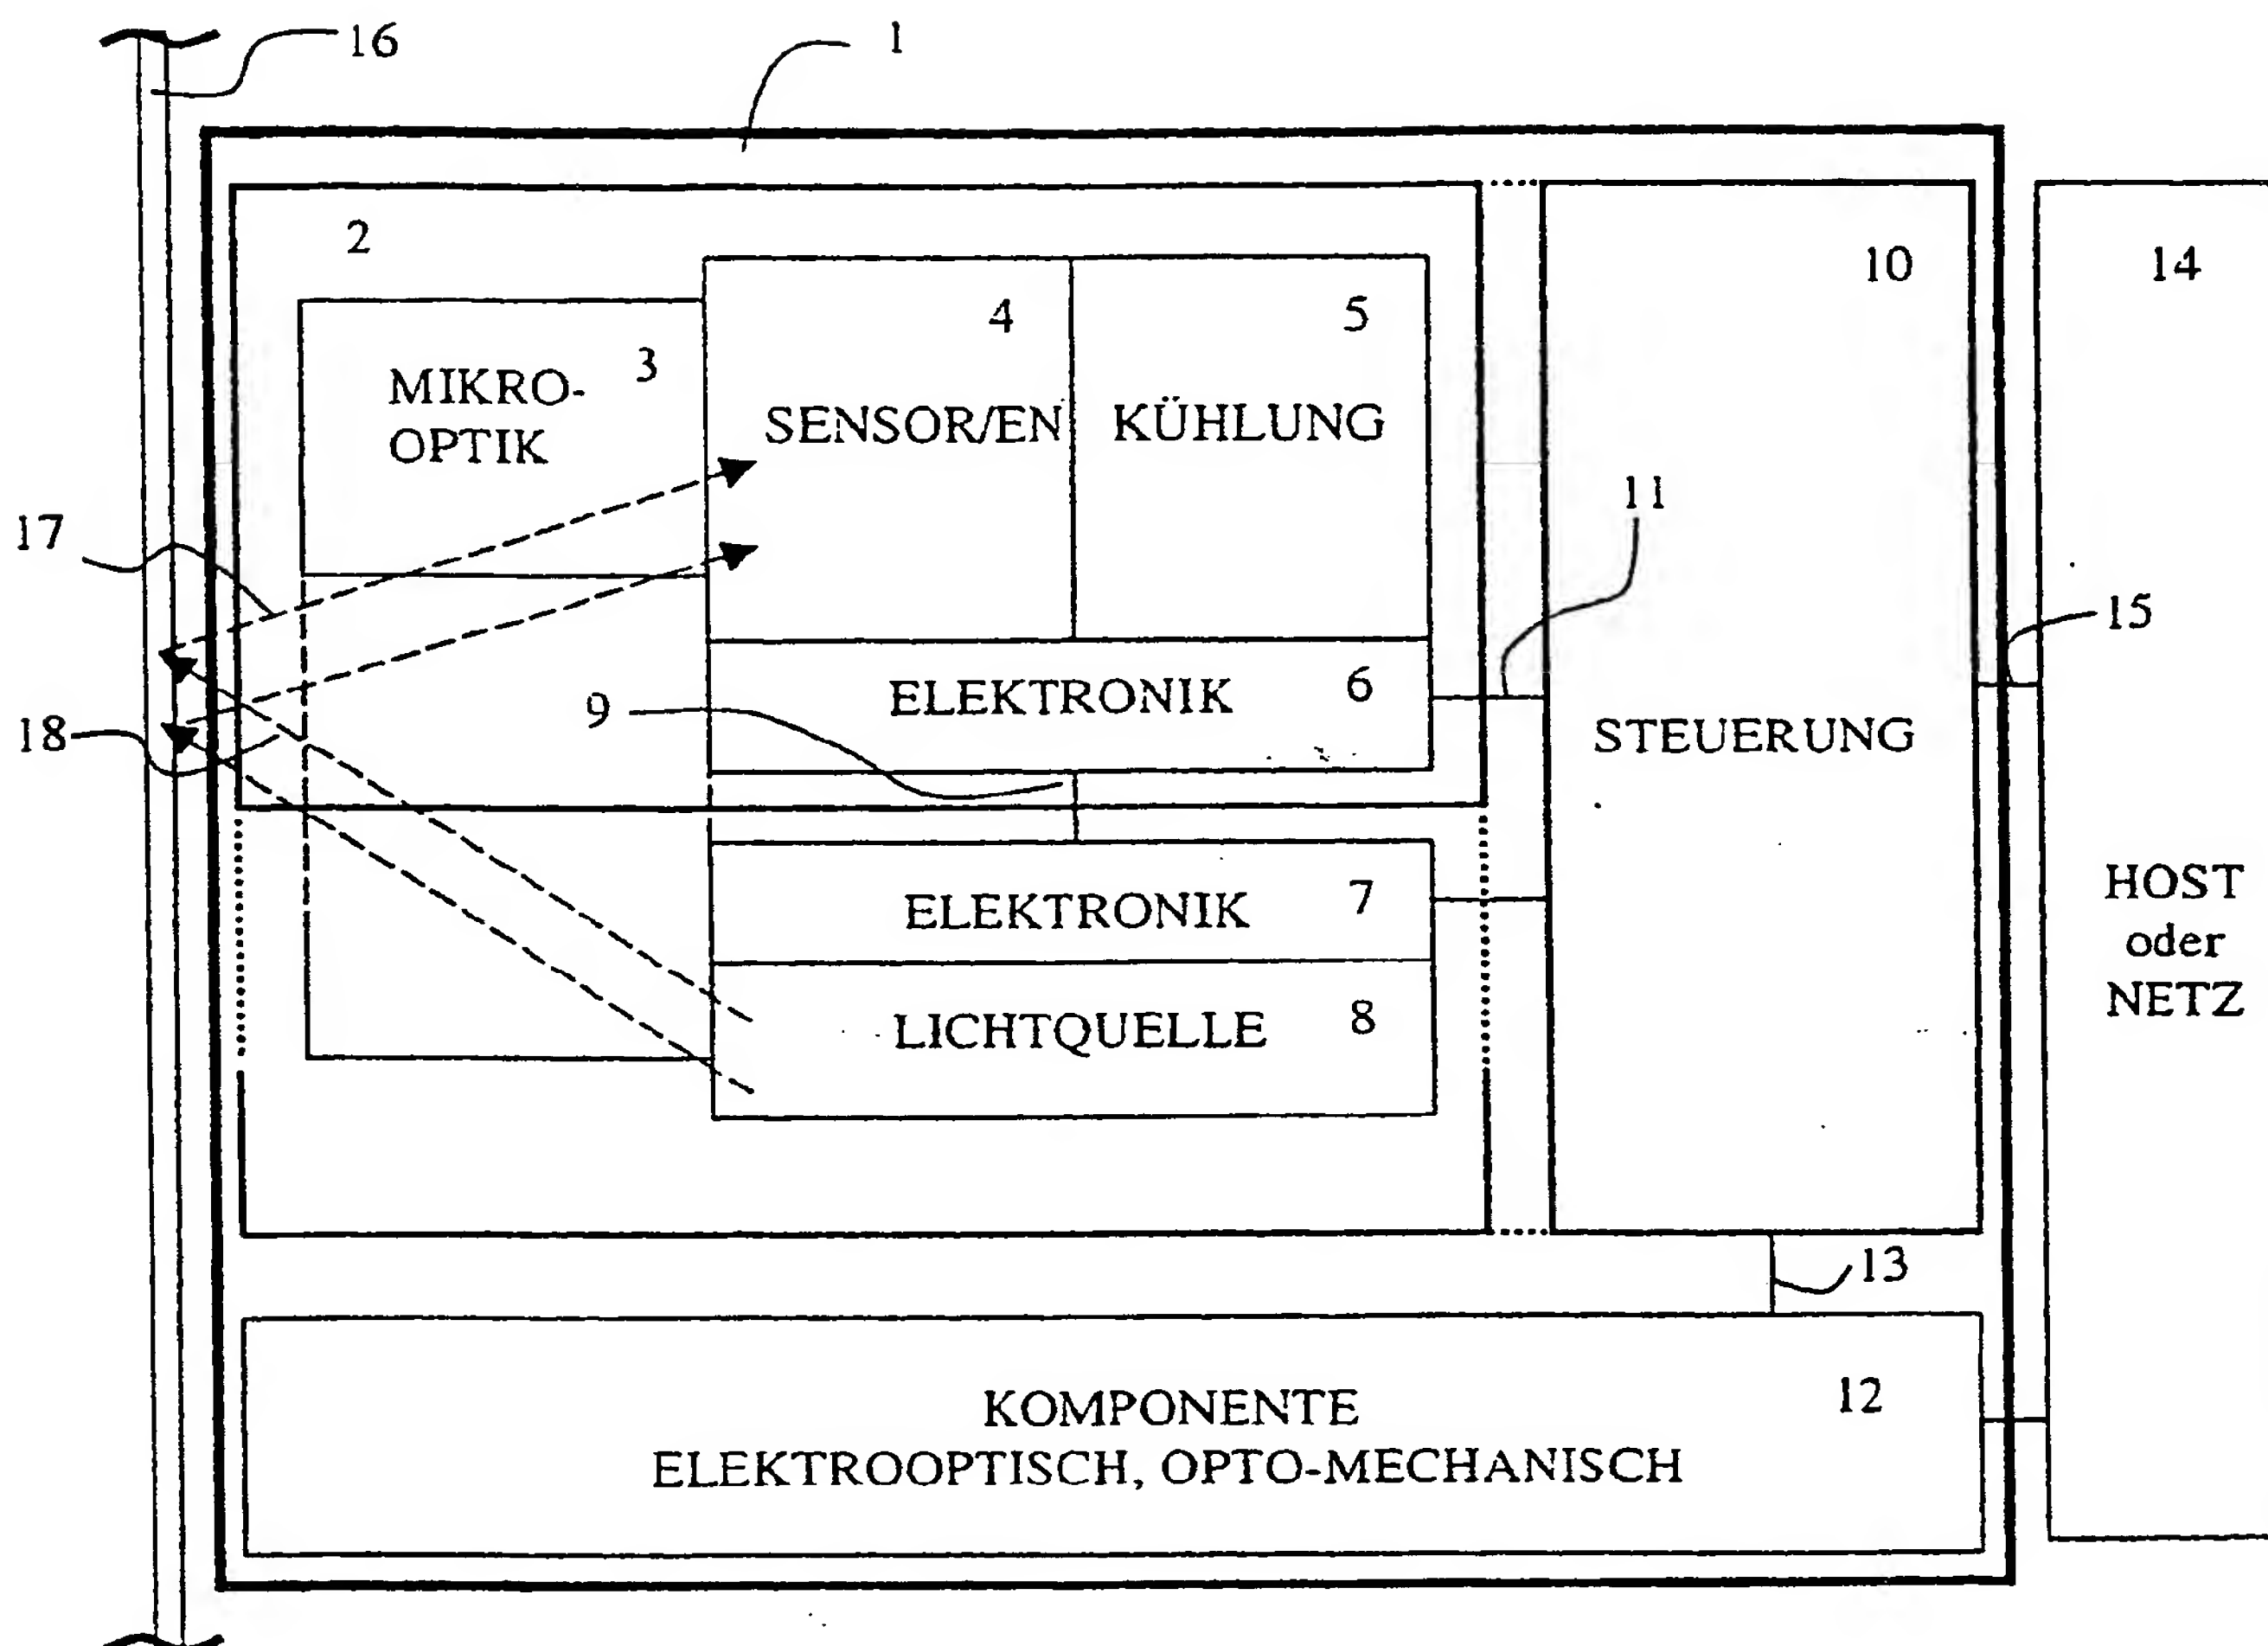 16
1
2
10
14
3
4
5
MIKRO-
OPTIK
SENSOR/EN
KÜHLUNG
11
17
15
9
ELEKTRONIK
6
18
STEUERUNG
ELEKTRONIK
7
HOST
oder
NETZ
LICHTQUELLE
8
13
KOMPONENTE
12
ELEKTROOPTISCH, OPTO-MECHANISCH